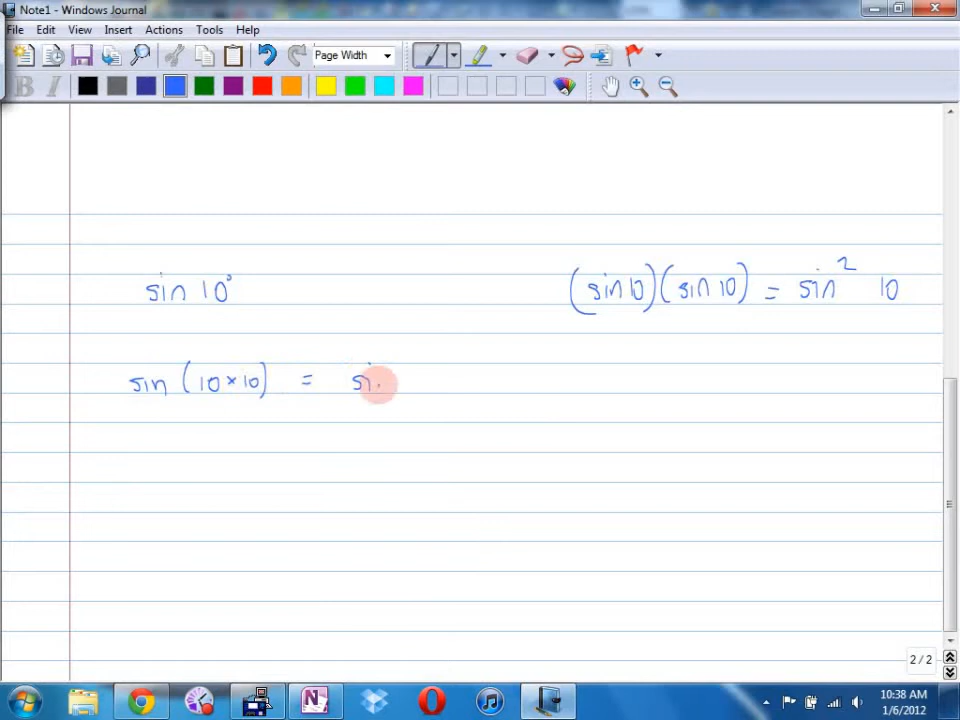 Note1 - Windows Journal
File Edit View Insert Actions Tools Help
Page Width
B I
sin 10° (sin 10)(sin 10) = sin² 10
sin (10×10) = si
2 / 2
10:38 AM
1/6/2012